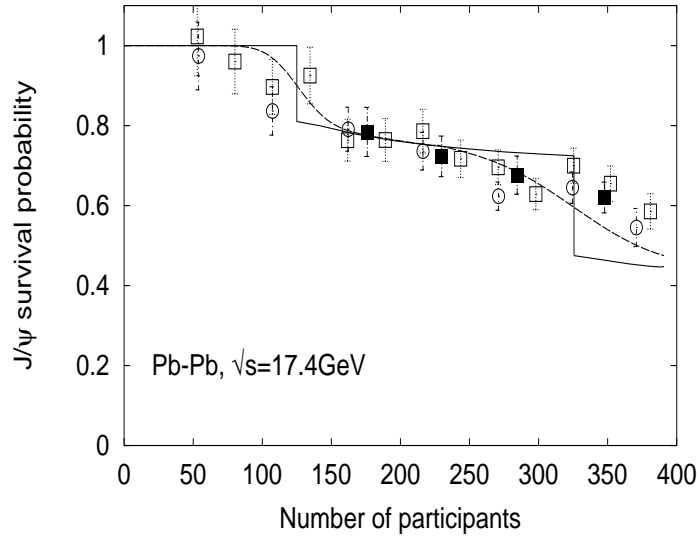 J/ψ survival probability
1
0.8
0.6
0.4
0.2
0
Pb-Pb, √s=17.4GeV
0 50 100 150 200 250 300 350 400
Number of participants